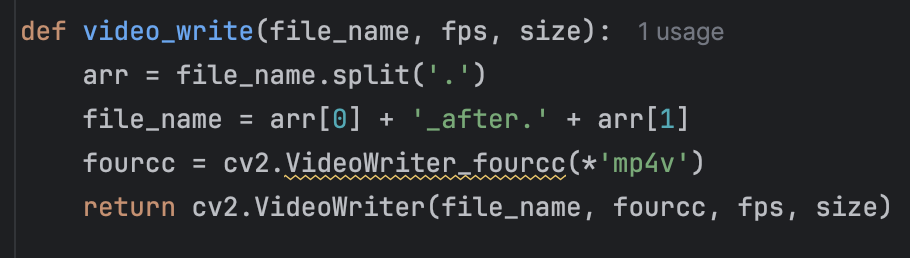 def video_write(file_name, fps, size): 1 usage
    arr = file_name.split('.')
    file_name = arr[0] + '_after.' + arr[1]
    fourcc = cv2.VideoWriter_fourcc(*'mp4v')
    return cv2.VideoWriter(file_name, fourcc, fps, size)